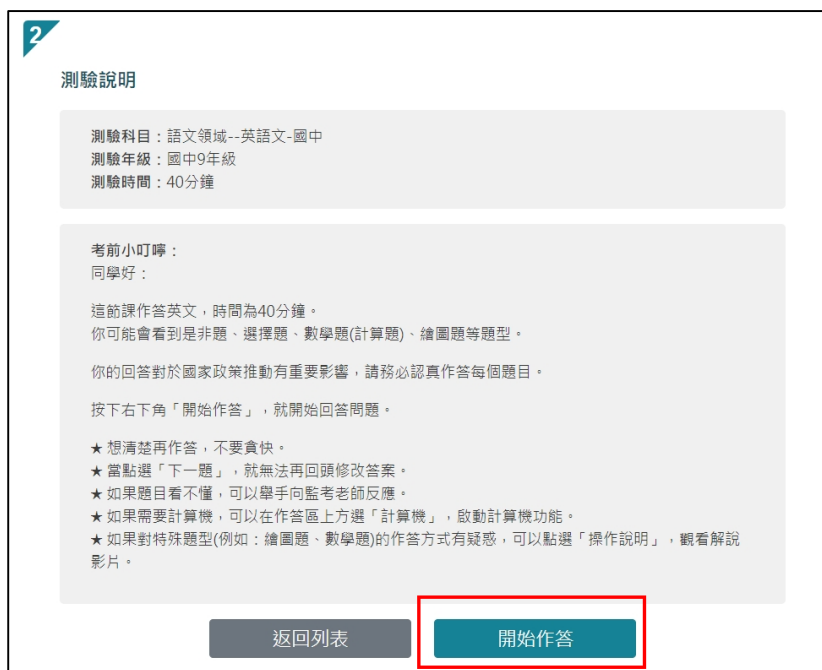 2
測驗說明
測驗科目：語文領域--英語文-國中
測驗年級：國中9年級
測驗時間：40分鐘
考前小叮嚀：
同學好：
這節課作答英文，時間為40分鐘。
你可能會看到是非題、選擇題、數學題(計算題)、繪圖題等題型。
你的回答對於國家政策推動有重要影響，請務必認真作答每個題目。
按下右下角「開始作答」，就開始回答問題。
★ 想清楚再作答，不要貪快。
★ 當點選「下一題」，就無法再回頭修改答案。
★ 如果題目看不懂，可以舉手向監考老師反應。
★ 如果需要計算機，可以在作答區上方選「計算機」，啟動計算機功能。
★ 如果對特殊題型(例如：繪圖題、數學題)的作答方式有疑惑，可以點選「操作說明」，觀看解說
影片。
返回列表
開始作答